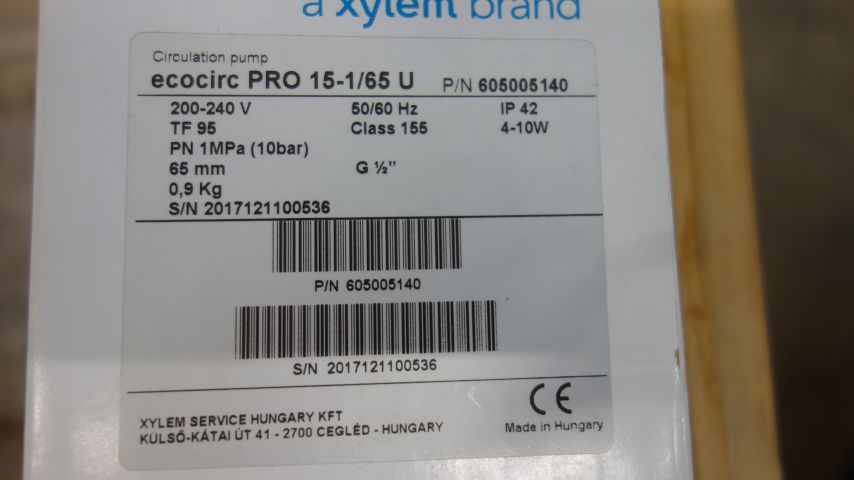 a xylem brand
Circulation pump
ecocirc PRO 15-1/65 U P/N 605005140
200-240 V 50/60 Hz IP 42
TF 95 Class 155 4-10W
PN 1MPa (10bar)
65 mm G ½"
0,9 Kg
S/N 2017121100536
P/N 605005140
S/N 2017121100536
CE
XYLEM SERVICE HUNGARY KFT
KÜLSŐ-KÁTAI ÚT 41 - 2700 CEGLÉD - HUNGARY
Made in Hungary